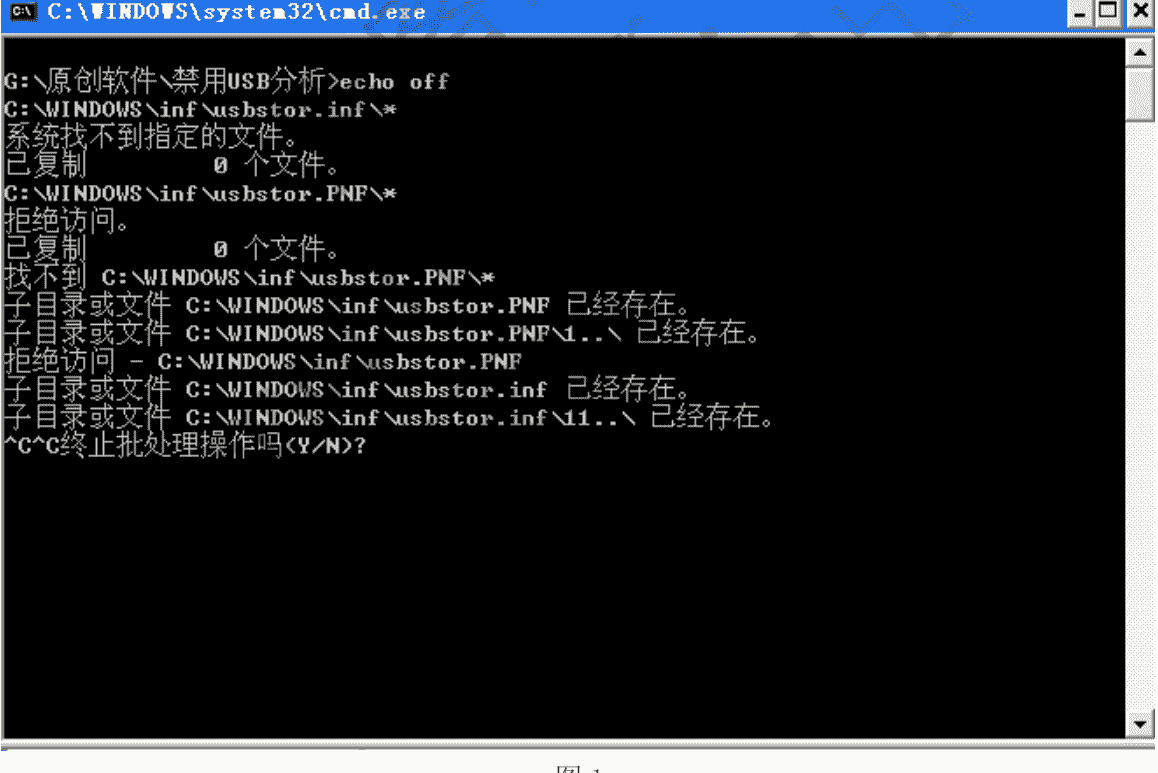 C:\WINDOWS\system32\cmd.exe
G:\原创软件\禁用USB分析>echo off
C:\WINDOWS\inf\usbstor.inf\*
系统找不到指定的文件。
已复制         0 个文件。
C:\WINDOWS\inf\usbstor.PNF\*
拒绝访问。
已复制         0 个文件。
找不到 C:\WINDOWS\inf\usbstor.PNF\*
子目录或文件 C:\WINDOWS\inf\usbstor.PNF 已经存在。
子目录或文件 C:\WINDOWS\inf\usbstor.PNF\1..\ 已经存在。
拒绝访问 - C:\WINDOWS\inf\usbstor.PNF
子目录或文件 C:\WINDOWS\inf\usbstor.inf 已经存在。
子目录或文件 C:\WINDOWS\inf\usbstor.inf\11..\ 已经存在。
^C^C终止批处理操作吗(Y/N)?
图 1